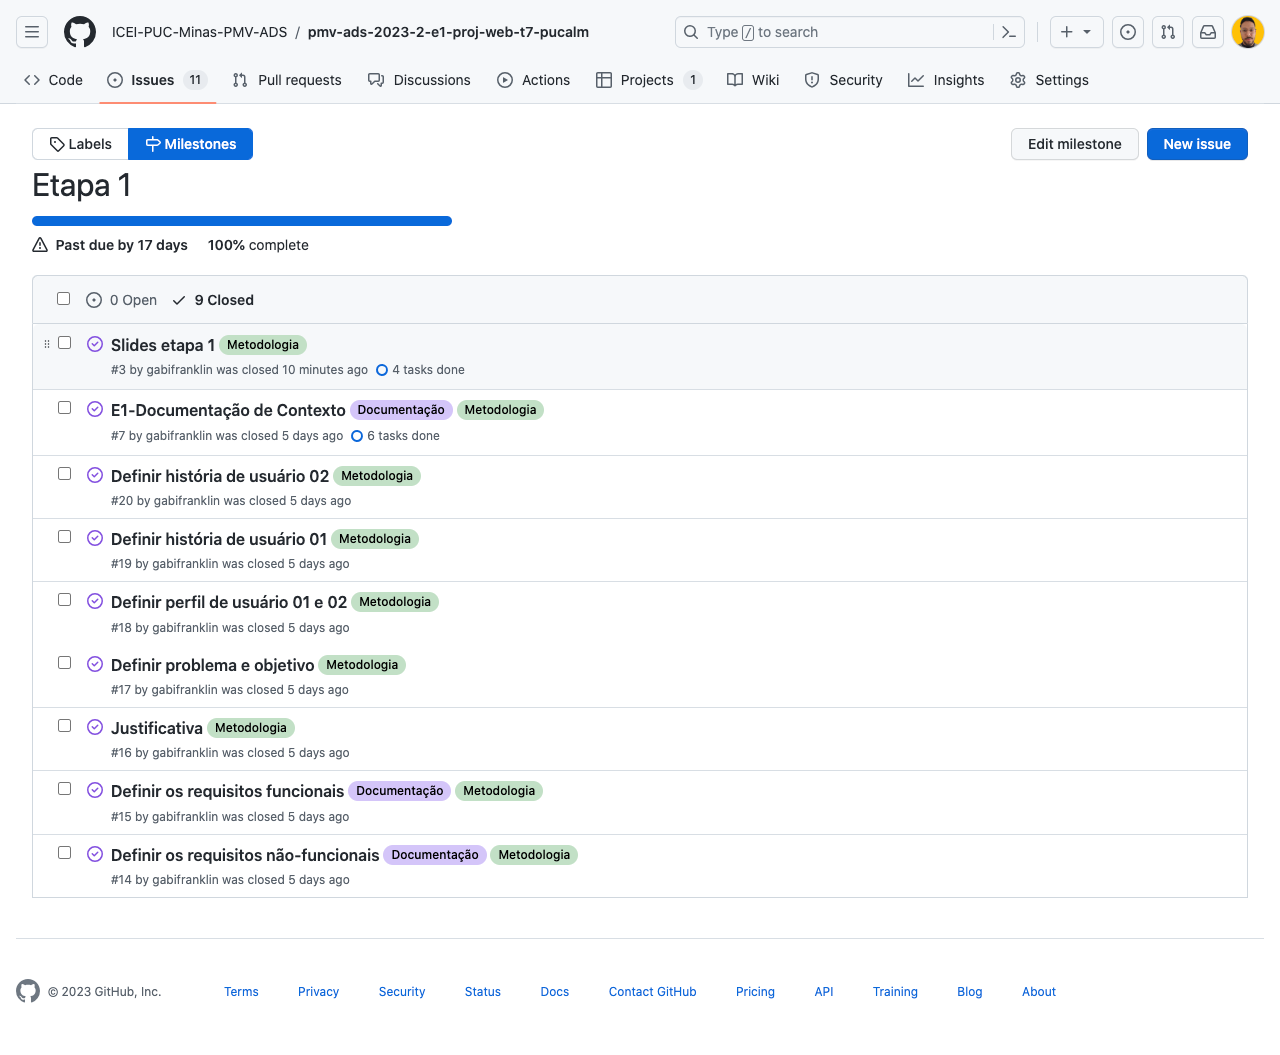 ICEI-PUC-Minas-PMV-ADS / pmv-ads-2023-2-e1-proj-web-t7-pucalm
Type / to search
Code Issues 11 Pull requests Discussions Actions Projects 1 Wiki Security Insights Settings
Labels Milestones Edit milestone New issue
Etapa 1
Past due by 17 days 100% complete
0 Open 9 Closed
Slides etapa 1 Metodologia
#3 by gabifranklin was closed 10 minutes ago 4 tasks done
E1-Documentação de Contexto Documentação Metodologia
#7 by gabifranklin was closed 5 days ago 6 tasks done
Definir história de usuário 02 Metodologia
#20 by gabifranklin was closed 5 days ago
Definir história de usuário 01 Metodologia
#19 by gabifranklin was closed 5 days ago
Definir perfil de usuário 01 e 02 Metodologia
#18 by gabifranklin was closed 5 days ago
Definir problema e objetivo Metodologia
#17 by gabifranklin was closed 5 days ago
Justificativa Metodologia
#16 by gabifranklin was closed 5 days ago
Definir os requisitos funcionais Documentação Metodologia
#15 by gabifranklin was closed 5 days ago
Definir os requisitos não-funcionais Documentação Metodologia
#14 by gabifranklin was closed 5 days ago
© 2023 GitHub, Inc. Terms Privacy Security Status Docs Contact GitHub Pricing API Training Blog About